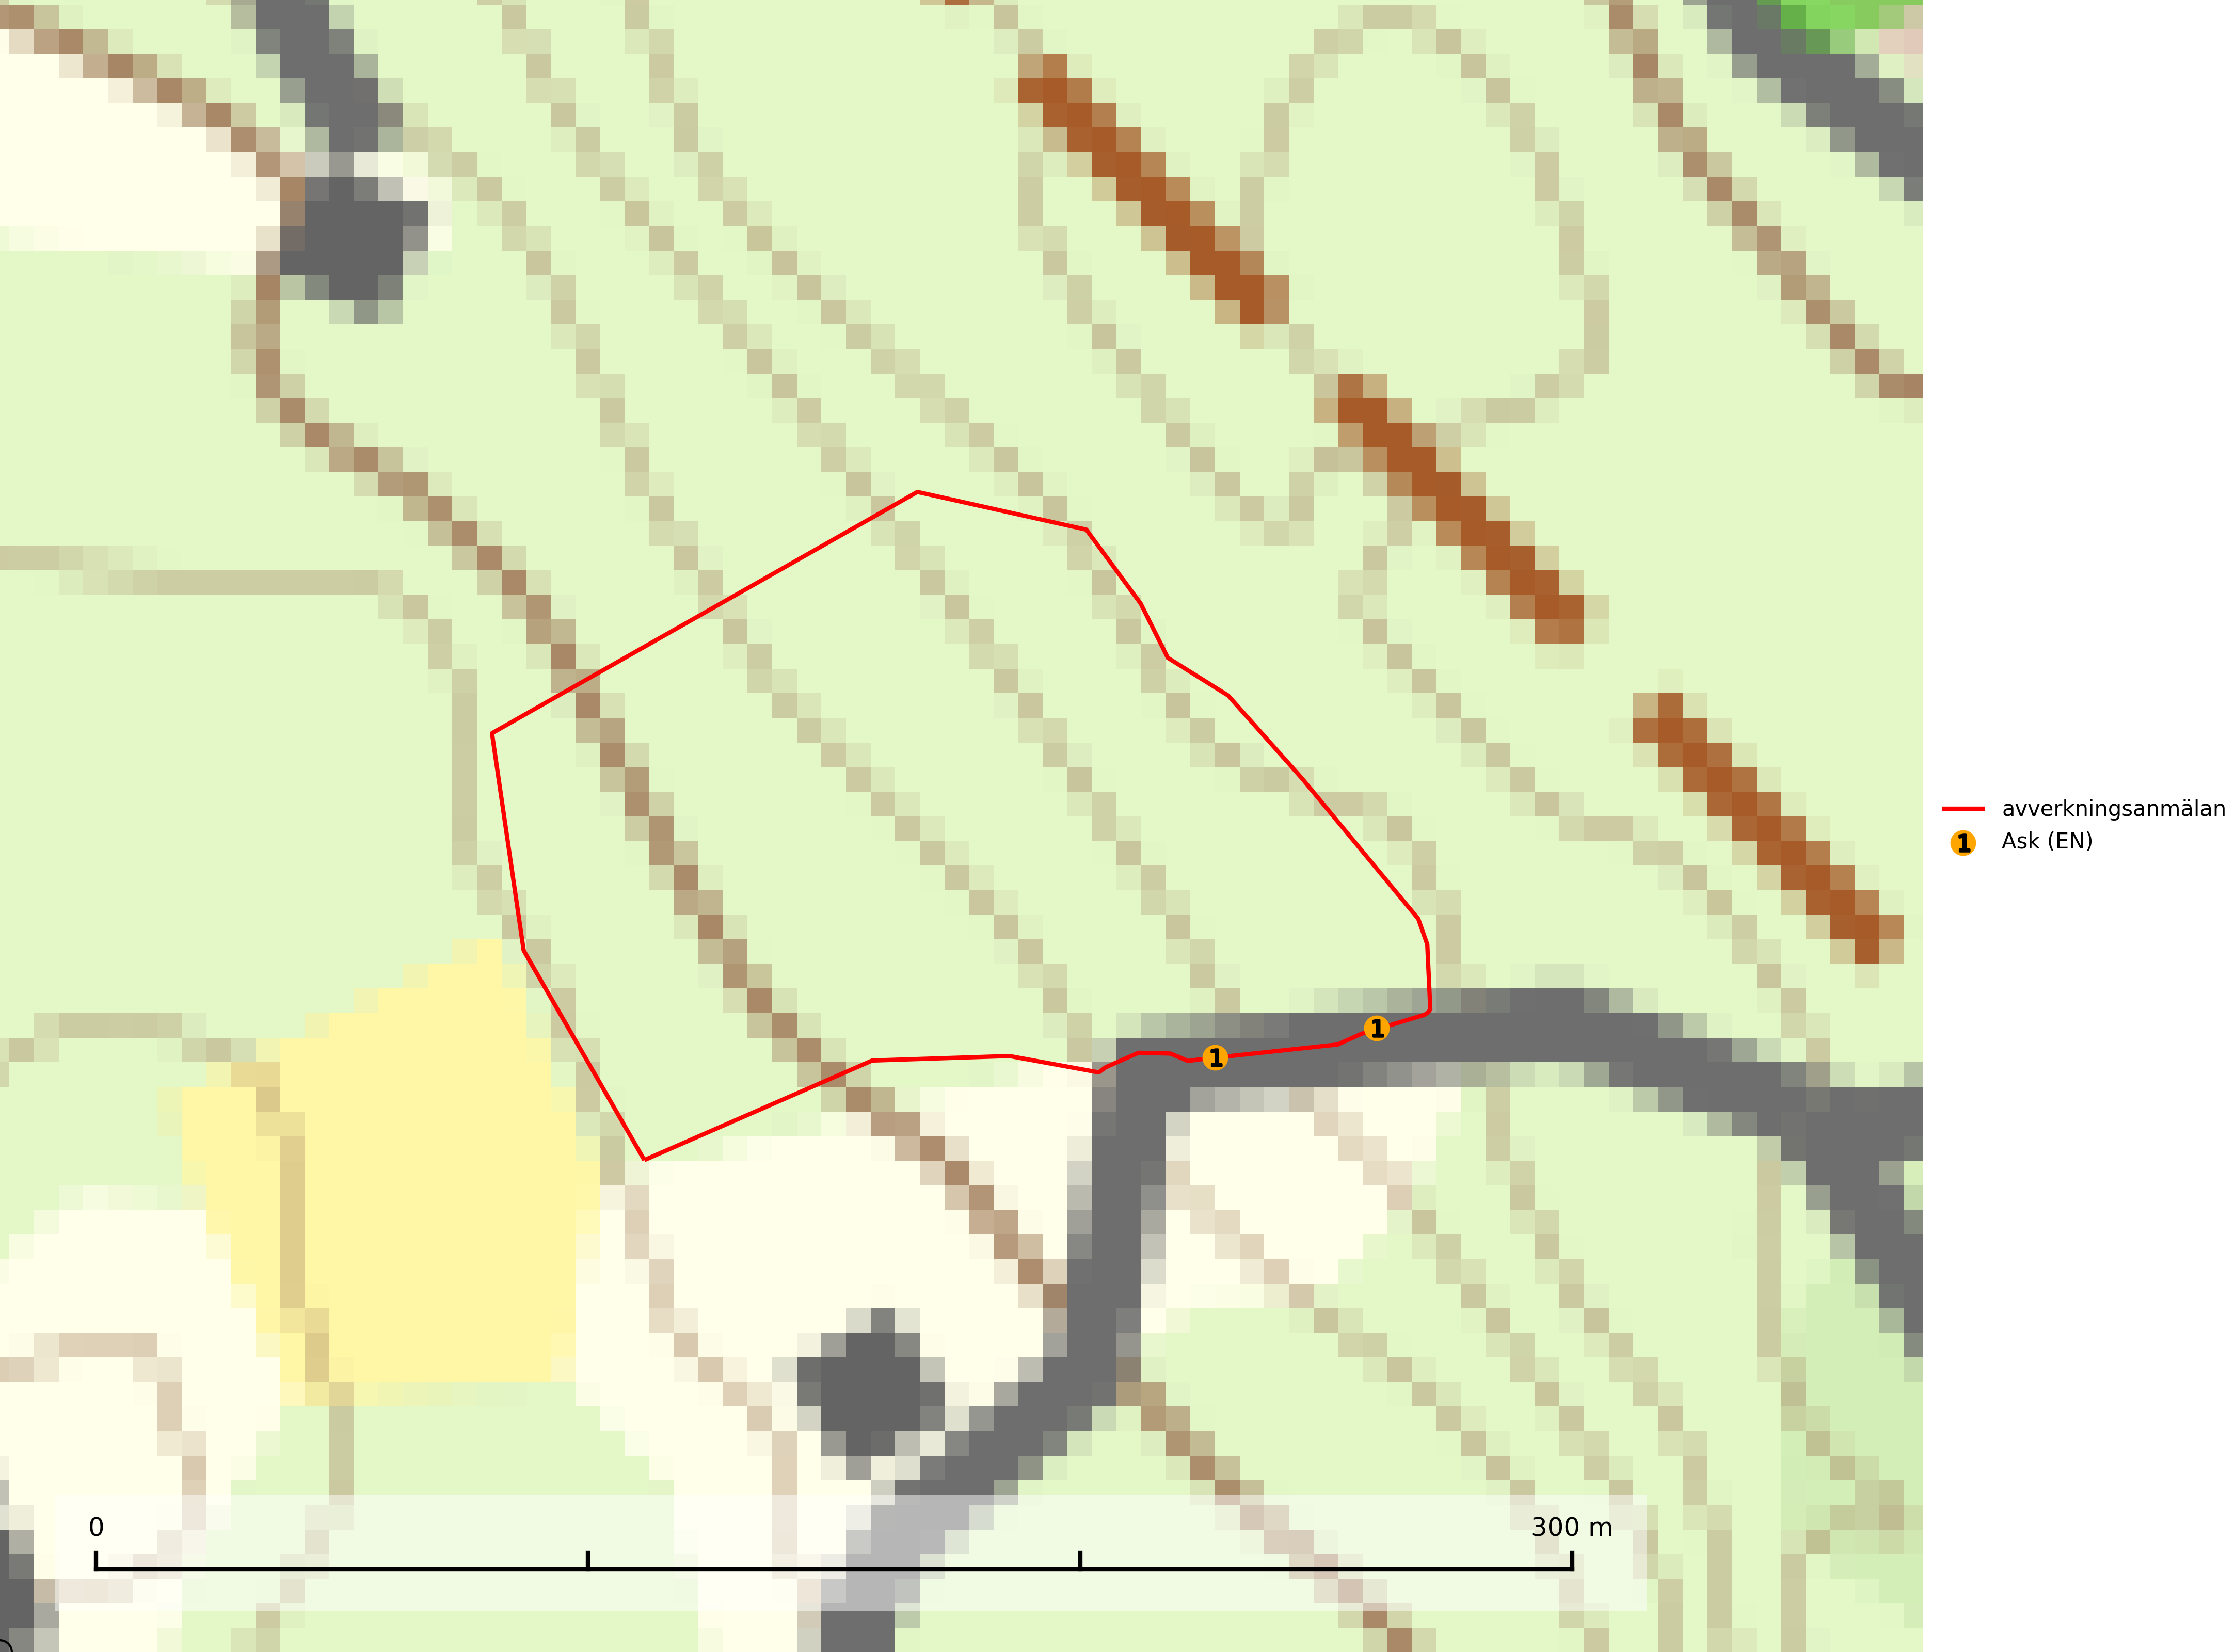 avverkningsanmälan
1 Ask (EN)
1
1
0 300 m